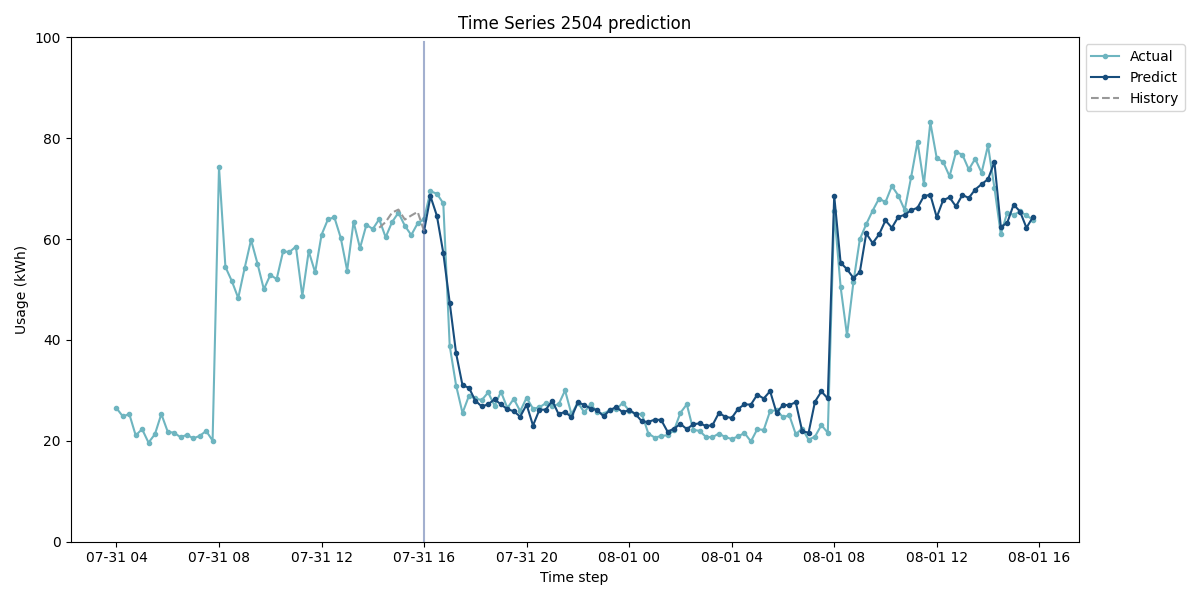 Time Series 2504 prediction
Actual
Predict
History
Usage (kWh)
100
80
60
40
20
0
07-31 04
07-31 08
07-31 12
07-31 16
07-31 20
08-01 00
08-01 04
08-01 08
08-01 12
08-01 16
Time step